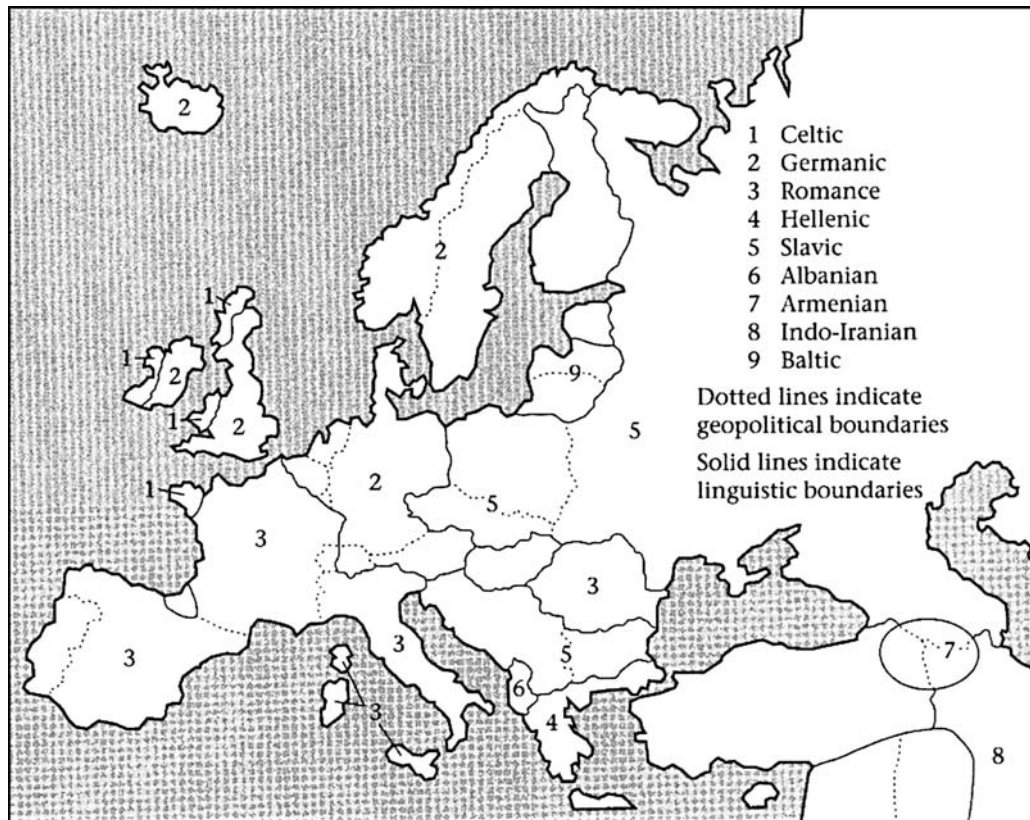 2
1 Celtic
2 Germanic
3 Romance
4 Hellenic
5 Slavic
6 Albanian
7 Armenian
8 Indo-Iranian
9 Baltic
Dotted lines indicate
geopolitical boundaries
Solid lines indicate
linguistic boundaries
2
1
1
2
9
1
2
5
2
1
5
3
3
3
3
5
7
6
3
4
8